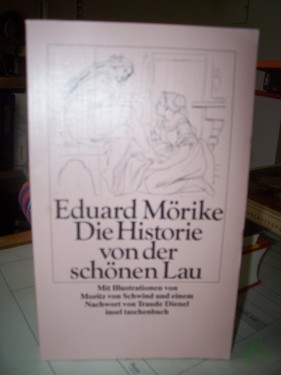 Eduard Mörike
Die Historie
von der
schönen Lau
Mit Illustrationen von
Moritz von Schwind und einem
Nachwort von Traude Dienel
insel taschenbuch